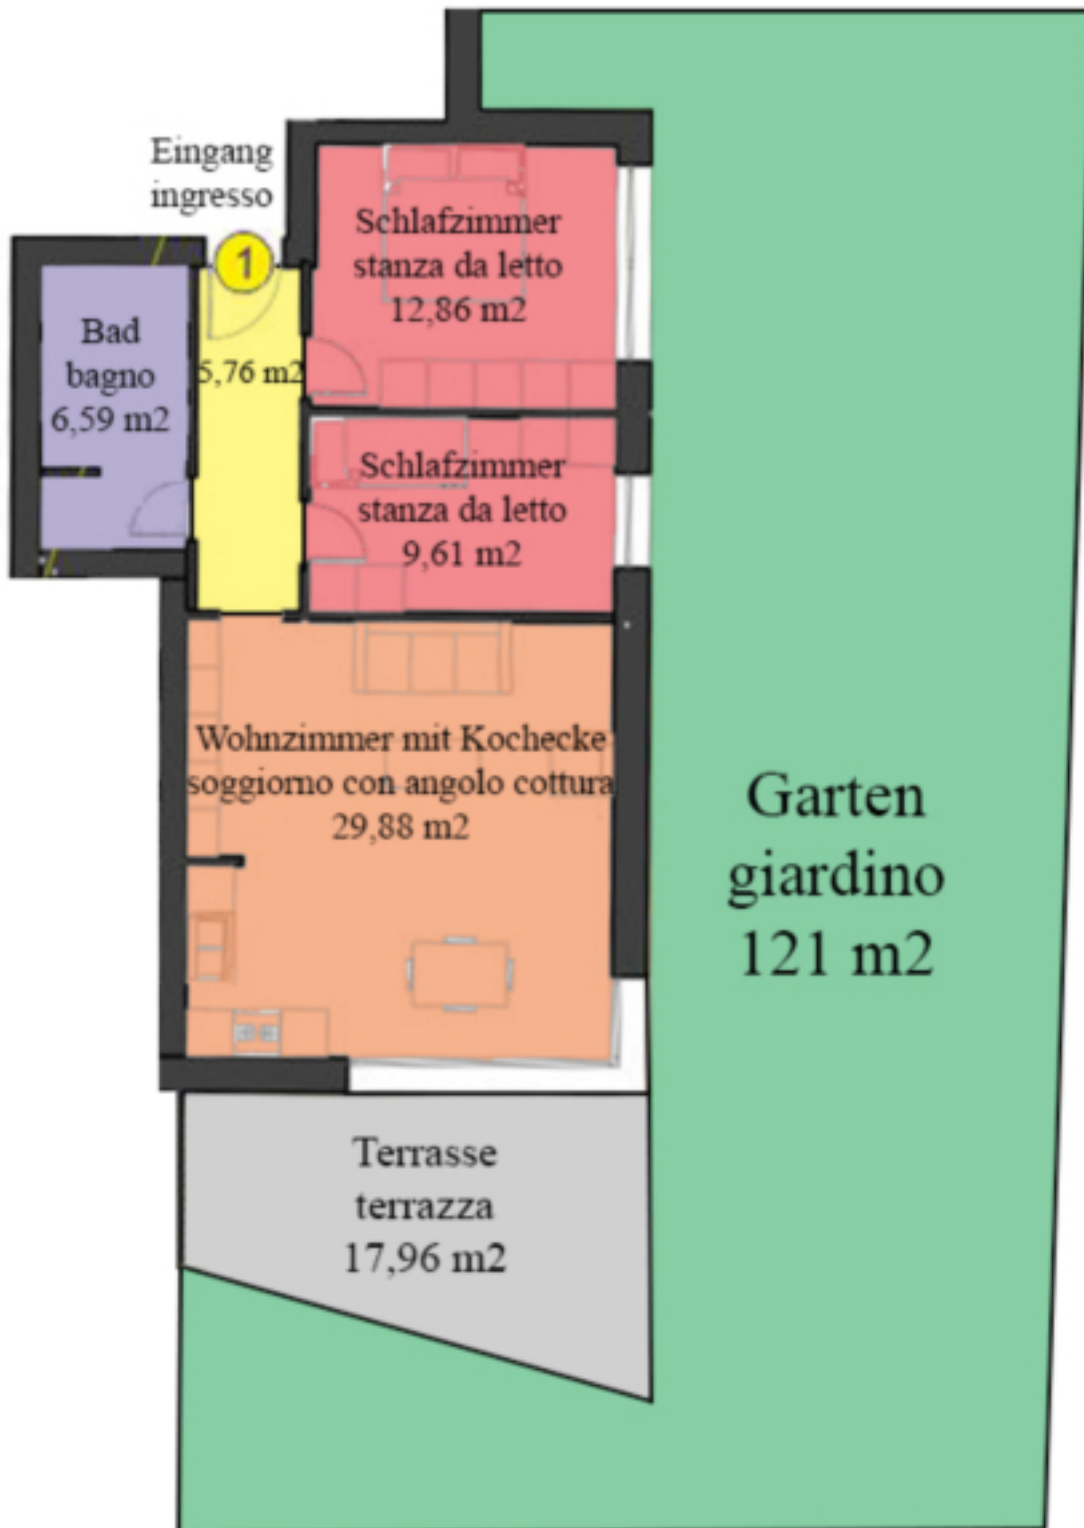 Eingang
ingresso
1
Schlafzimmer
stanza da letto
12,86 m2
Bad
bagno
6,59 m2
5,76 m2
Schlafzimmer
stanza da letto
9,61 m2
Wohnzimmer mit Kochecke
soggiorno con angolo cottura
29,88 m2
Garten
giardino
121 m2
Terrasse
terrazza
17,96 m2